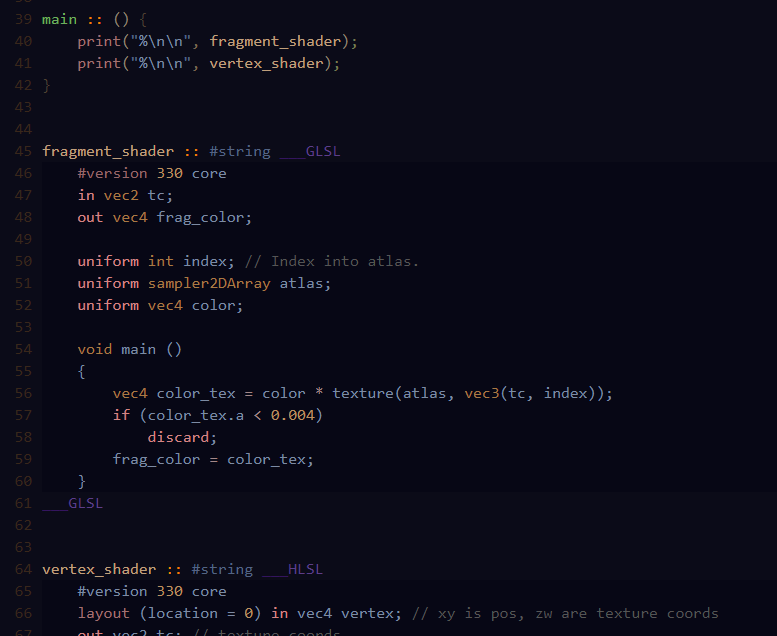 39 main :: () {
40     print("%\n\n", fragment_shader);
41     print("%\n\n", vertex_shader);
42 }
43
44
45 fragment_shader :: #string ___GLSL
46     #version 330 core
47     in vec2 tc;
48     out vec4 frag_color;
49
50     uniform int index; // Index into atlas.
51     uniform sampler2DArray atlas;
52     uniform vec4 color;
53
54     void main ()
55     {
56         vec4 color_tex = color * texture(atlas, vec3(tc, index));
57         if (color_tex.a < 0.004)
58             discard;
59         frag_color = color_tex;
60     }
61 ___GLSL
62
63
64 vertex_shader :: #string ___HLSL
65     #version 330 core
66     layout (location = 0) in vec4 vertex; // xy is pos, zw are texture coords
67     out vec2 tc; // texture coords